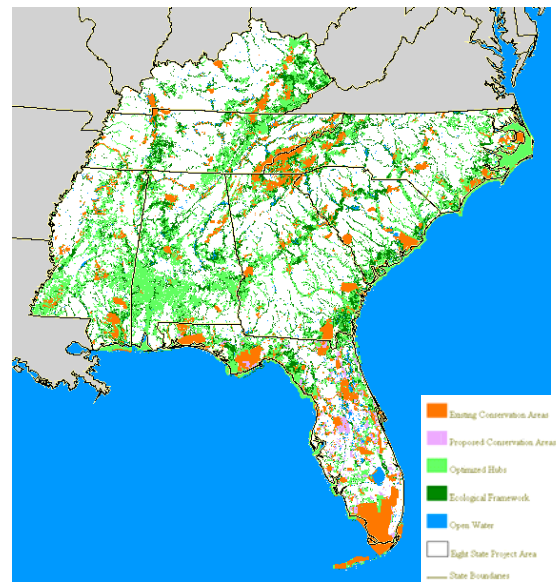 Existing Conservation Areas
Proposed Conservation Areas
Optimized Hubs
Ecological Framework
Open Water
Eight State Project Area
State Boundaries